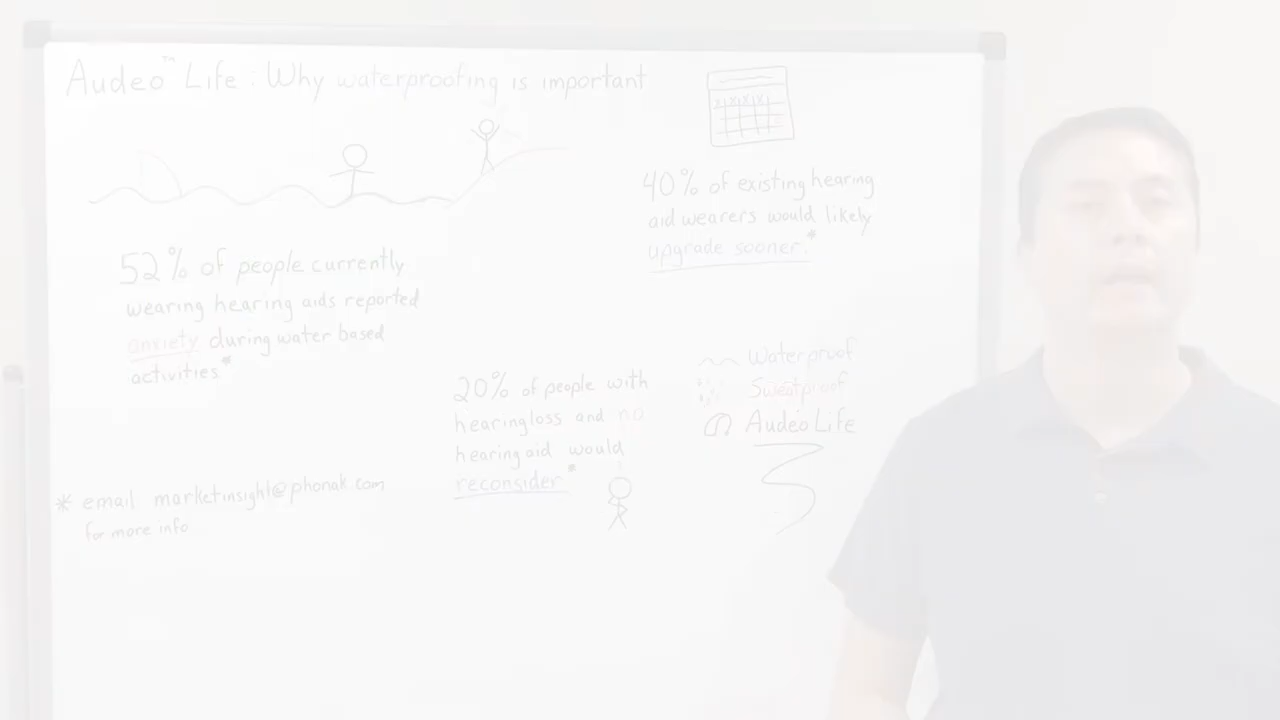 Audeo™ Life : Why waterproofing is important
52% of people currently
wearing hearing aids reported
anxiety during water based
activities*
40% of existing hearing
aid wearers would likely
upgrade sooner.*
20% of people with
hearing loss and no
hearing aid would
reconsider*
Waterproof
Sweatproof
Audeo Life
* email marketinsight@phonak.com
for more info